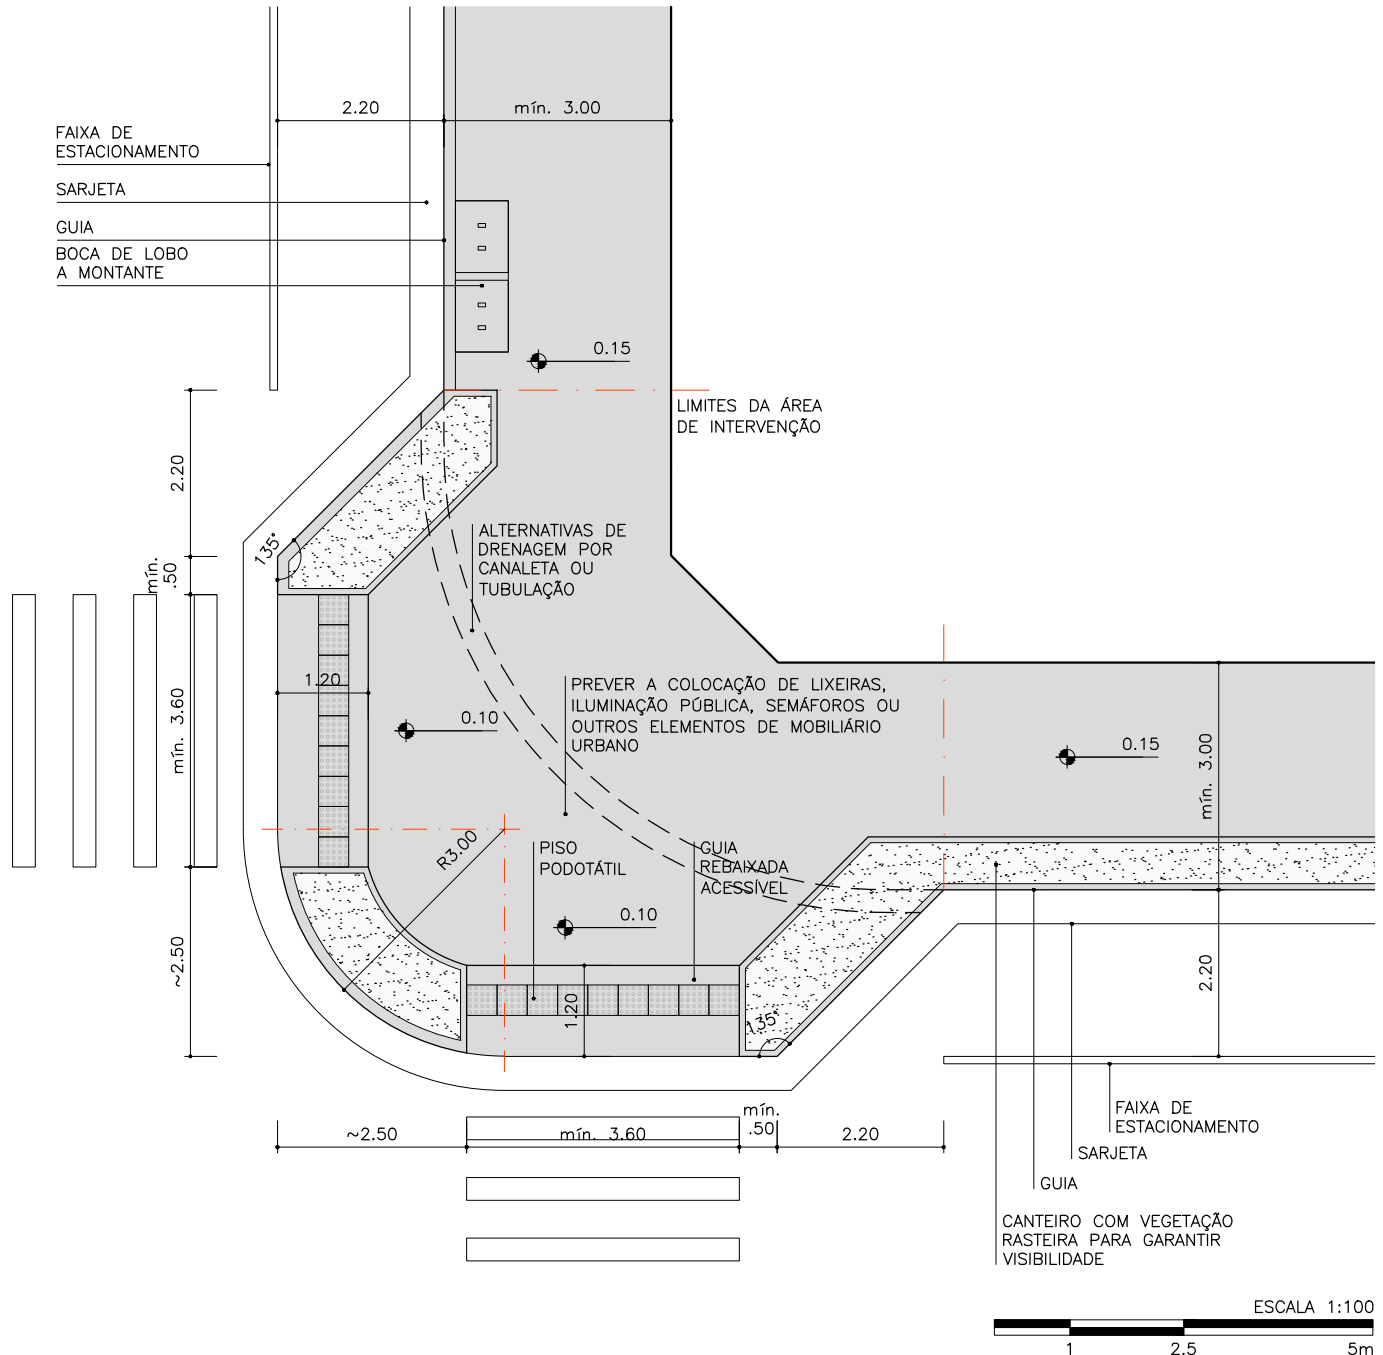 2.20
mín. 3.00
FAIXA DE
ESTACIONAMENTO
SARJETA
GUIA
BOCA DE LOBO
A MONTANTE
0.15
LIMITES DA ÁREA
DE INTERVENÇÃO
2.20
135°
mín.
.50
ALTERNATIVAS DE
DRENAGEM POR
CANALETA OU
TUBULAÇÃO
1.20
mín. 3.60
0.10
PREVER A COLOCAÇÃO DE LIXEIRAS,
ILUMINAÇÃO PÚBLICA, SEMÁFOROS OU
OUTROS ELEMENTOS DE MOBILIÁRIO
URBANO
0.15
mín. 3.00
R3.00
PISO
PODOTÁTIL
GUIA
REBAIXADA
ACESSÍVEL
0.10
~2.50
1.20
135°
2.20
~2.50
mín. 3.60
mín.
.50
2.20
FAIXA DE
ESTACIONAMENTO
SARJETA
GUIA
CANTEIRO COM VEGETAÇÃO
RASTEIRA PARA GARANTIR
VISIBILIDADE
ESCALA 1:100
1
2.5
5m